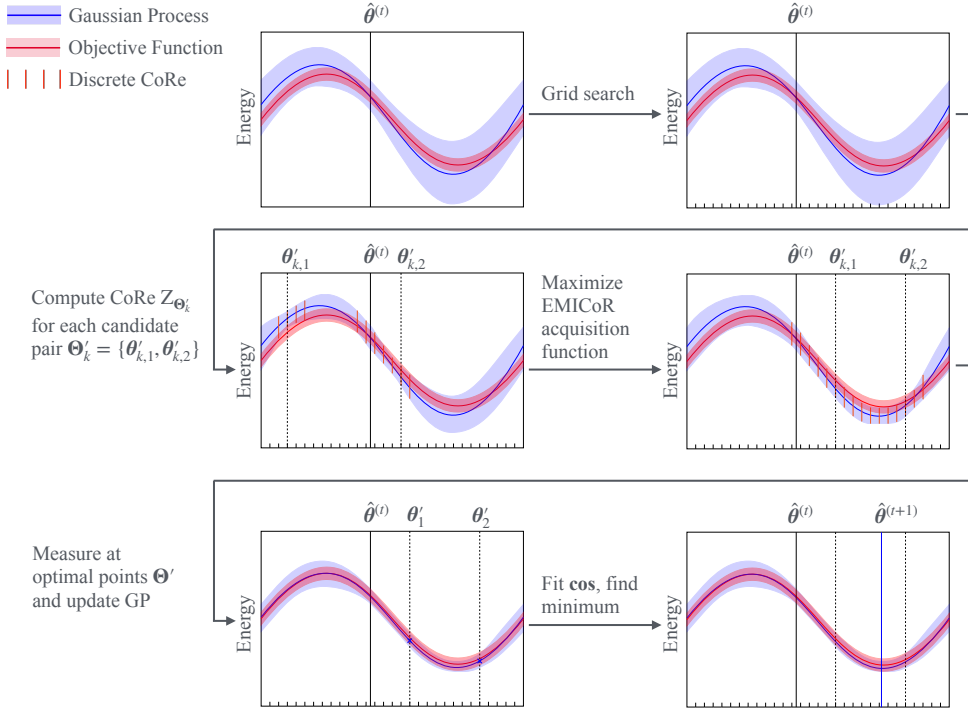 Gaussian Process
Objective Function
Discrete CoRe
θ̂⁽ᵗ⁾
Energy
Grid search
θ̂⁽ᵗ⁾
Energy
Compute CoRe Z_Θ′ₖ
for each candidate
pair Θ′ₖ = {θ′ₖ,₁, θ′ₖ,₂}
θ′ₖ,₁ θ̂⁽ᵗ⁾ θ′ₖ,₂
Energy
Maximize
EMICoR
acquisition
function
θ̂⁽ᵗ⁾ θ′ₖ,₁ θ′ₖ,₂
Energy
Measure at
optimal points Θ′
and update GP
θ̂⁽ᵗ⁾ θ′₁ θ′₂
Energy
Fit cos, find
minimum
θ̂⁽ᵗ⁾ θ̂⁽ᵗ⁺¹⁾
Energy